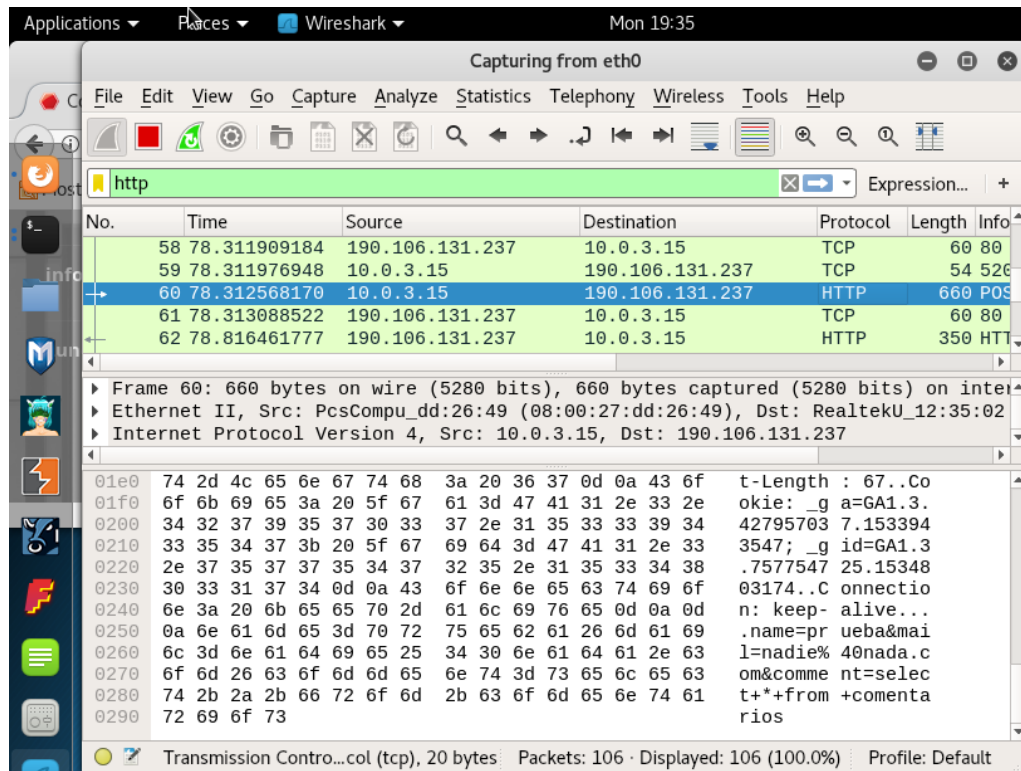 Applications Places Wireshark Mon 19:35
Capturing from eth0
File Edit View Go Capture Analyze Statistics Telephony Wireless Tools Help
http Expression... +
No. Time Source Destination Protocol Length Info
58 78.311909184 190.106.131.237 10.0.3.15 TCP 60 80
59 78.311976948 10.0.3.15 190.106.131.237 TCP 54 520
60 78.312568170 10.0.3.15 190.106.131.237 HTTP 660 POS
61 78.313088522 190.106.131.237 10.0.3.15 TCP 60 80
62 78.816461777 190.106.131.237 10.0.3.15 HTTP 350 HTT
Frame 60: 660 bytes on wire (5280 bits), 660 bytes captured (5280 bits) on inter
Ethernet II, Src: PcsCompu_dd:26:49 (08:00:27:dd:26:49), Dst: RealtekU_12:35:02
Internet Protocol Version 4, Src: 10.0.3.15, Dst: 190.106.131.237
01e0 74 2d 4c 65 6e 67 74 68 3a 20 36 37 0d 0a 43 6f t-Length : 67..Co
01f0 6f 6b 69 65 3a 20 5f 67 61 3d 47 41 31 2e 33 2e okie: _g a=GA1.3.
0200 34 32 37 39 35 37 30 33 37 2e 31 35 33 33 39 34 42795703 7.153394
0210 33 35 34 37 3b 20 5f 67 69 64 3d 47 41 31 2e 33 3547; _g id=GA1.3
0220 2e 37 35 37 37 35 34 37 32 35 2e 31 35 33 34 38 .7577547 25.15348
0230 30 33 31 37 34 0d 0a 43 6f 6e 6e 65 63 74 69 6f 03174..C onnectio
0240 6e 3a 20 6b 65 65 70 2d 61 6c 69 76 65 0d 0a 0d n: keep- alive...
0250 0a 6e 61 6d 65 3d 70 72 75 65 62 61 26 6d 61 69 .name=pr ueba&mai
0260 6c 3d 6e 61 64 69 65 25 34 30 6e 61 64 61 2e 63 l=nadie% 40nada.c
0270 6f 6d 26 63 6f 6d 6d 65 6e 74 3d 73 65 6c 65 63 om&comme nt=selec
0280 74 2b 2a 2b 66 72 6f 6d 2b 63 6f 6d 65 6e 74 61 t+*+from +comenta
0290 72 69 6f 73 rios
Transmission Contro...col (tcp), 20 bytes Packets: 106 · Displayed: 106 (100.0%) Profile: Default